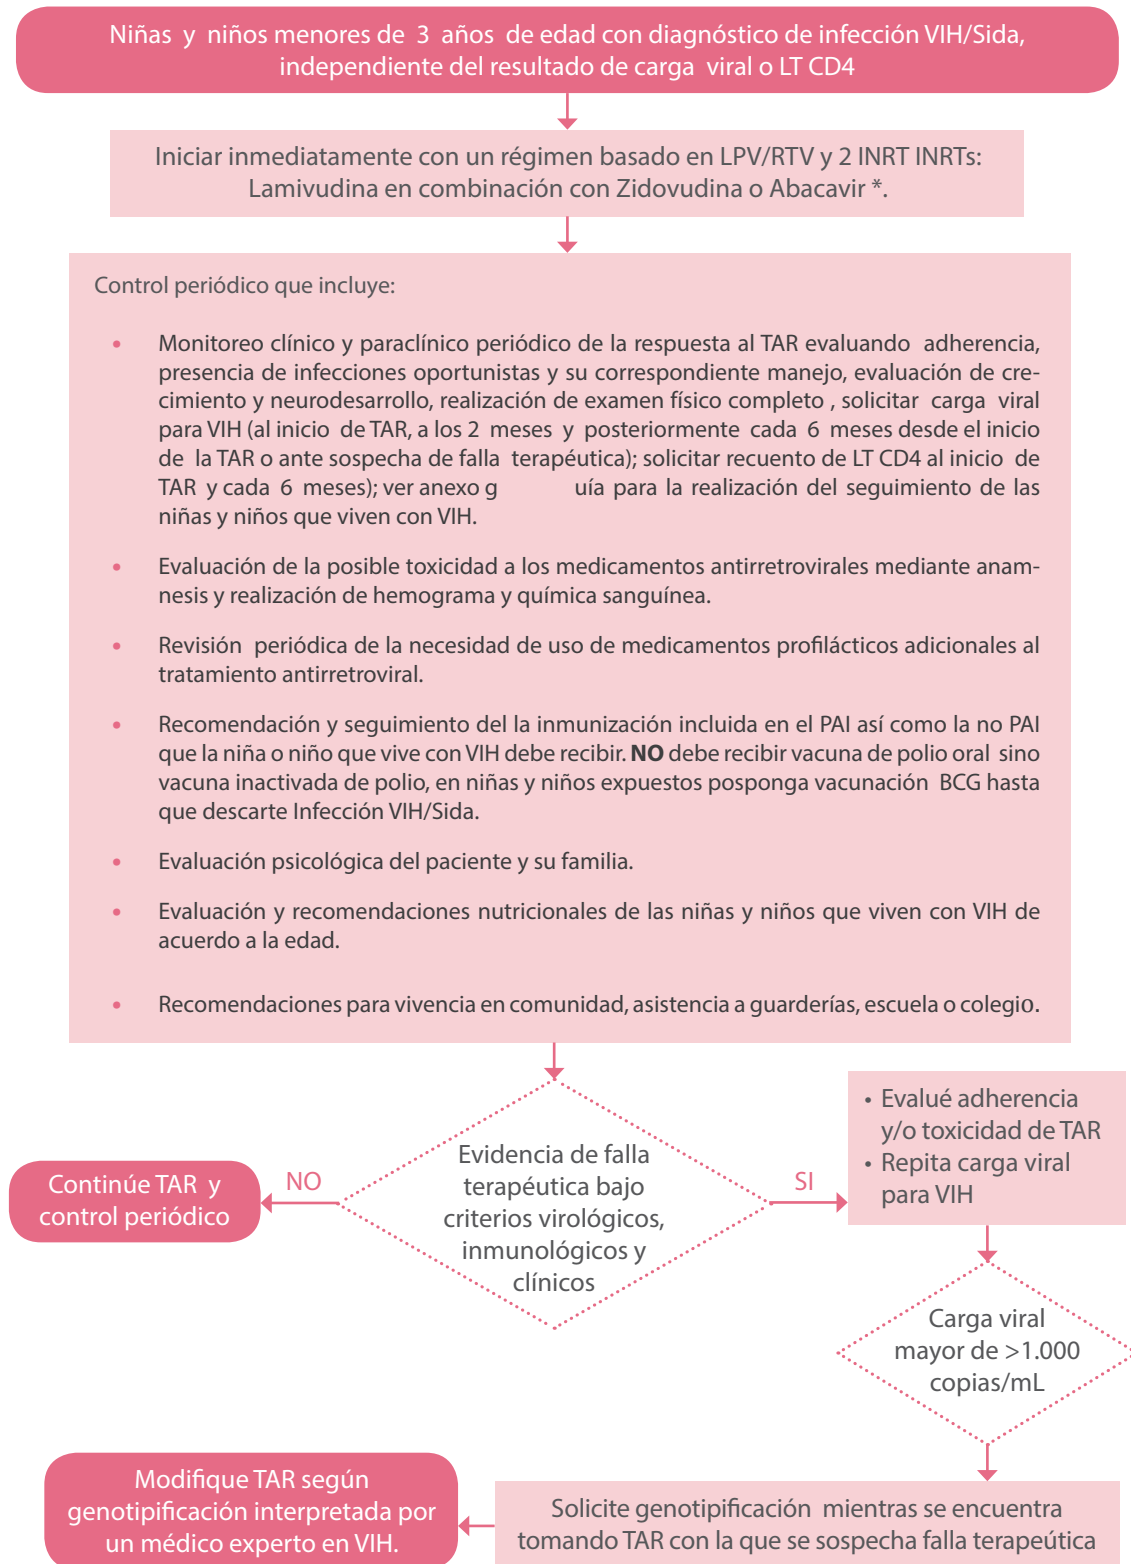 Niñas y niños menores de 3 años de edad con diagnóstico de infección VIH/Sida,
independiente del resultado de carga viral o LT CD4
Iniciar inmediatamente con un régimen basado en LPV/RTV y 2 INRT INRTs:
Lamivudina en combinación con Zidovudina o Abacavir *.
Control periódico que incluye:
• Monitoreo clínico y paraclínico periódico de la respuesta al TAR evaluando adherencia,
presencia de infecciones oportunistas y su correspondiente manejo, evaluación de cre-
cimiento y neurodesarrollo, realización de examen físico completo , solicitar carga viral
para VIH (al inicio de TAR, a los 2 meses y posteriormente cada 6 meses desde el inicio
de la TAR o ante sospecha de falla terapéutica); solicitar recuento de LT CD4 al inicio de
TAR y cada 6 meses); ver anexo g uía para la realización del seguimiento de las
niñas y niños que viven con VIH.
• Evaluación de la posible toxicidad a los medicamentos antirretrovirales mediante anam-
nesis y realización de hemograma y química sanguínea.
• Revisión periódica de la necesidad de uso de medicamentos profilácticos adicionales al
tratamiento antirretroviral.
• Recomendación y seguimiento del la inmunización incluida en el PAI así como la no PAI
que la niña o niño que vive con VIH debe recibir. NO debe recibir vacuna de polio oral sino
vacuna inactivada de polio, en niñas y niños expuestos posponga vacunación BCG hasta
que descarte Infección VIH/Sida.
• Evaluación psicológica del paciente y su familia.
• Evaluación y recomendaciones nutricionales de las niñas y niños que viven con VIH de
acuerdo a la edad.
• Recomendaciones para vivencia en comunidad, asistencia a guarderías, escuela o colegio.
Evidencia de falla
terapéutica bajo
criterios virológicos,
inmunológicos y
clínicos
NO
Continúe TAR y
control periódico
SI
• Evalué adherencia
y/o toxicidad de TAR
• Repita carga viral
para VIH
Carga viral
mayor de >1.000
copias/mL
Solicite genotipificación mientras se encuentra
tomando TAR con la que se sospecha falla terapeútica
Modifique TAR según
genotipificación interpretada por
un médico experto en VIH.